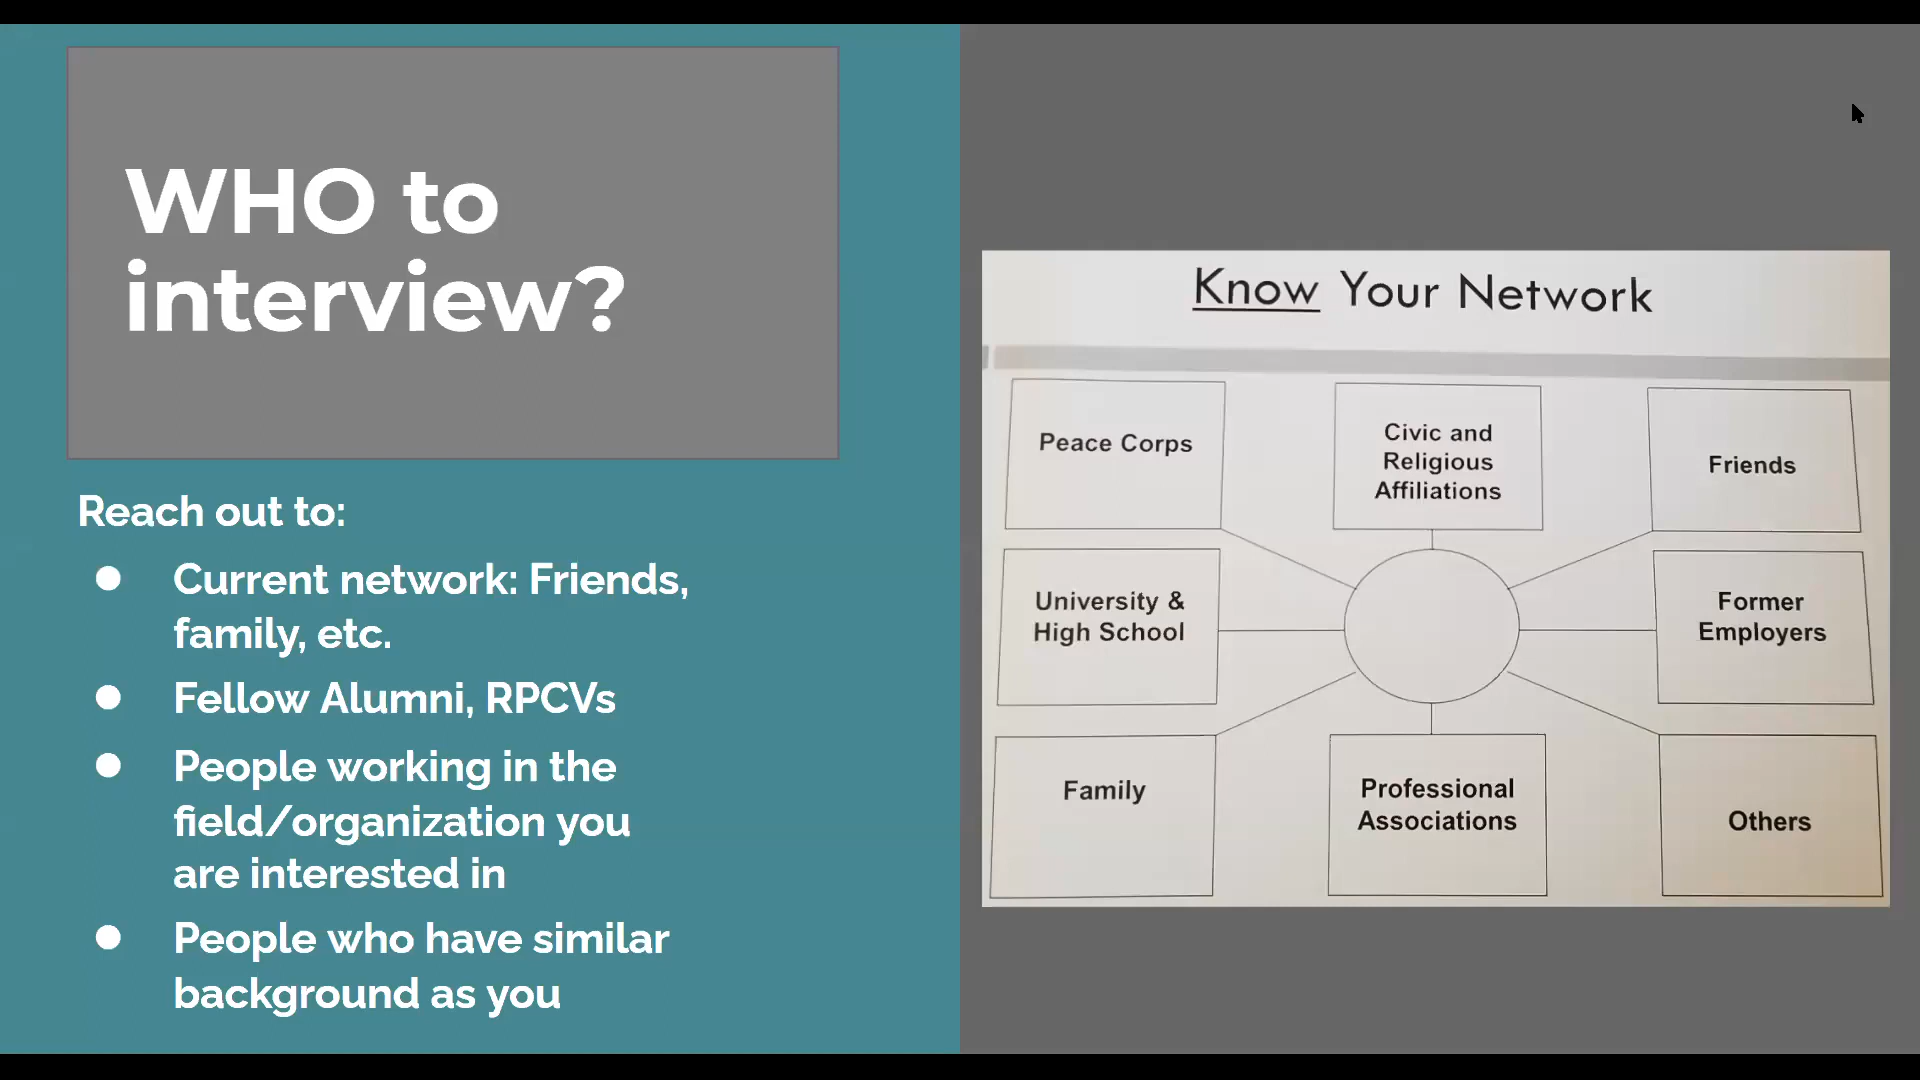 WHO to
interview?
Reach out to:
● Current network: Friends,
family, etc.
● Fellow Alumni, RPCVs
● People working in the
field/organization you
are interested in
● People who have similar
background as you
Know Your Network
Peace Corps
Civic and
Religious
Affiliations
Friends
University &
High School
Former
Employers
Family
Professional
Associations
Others